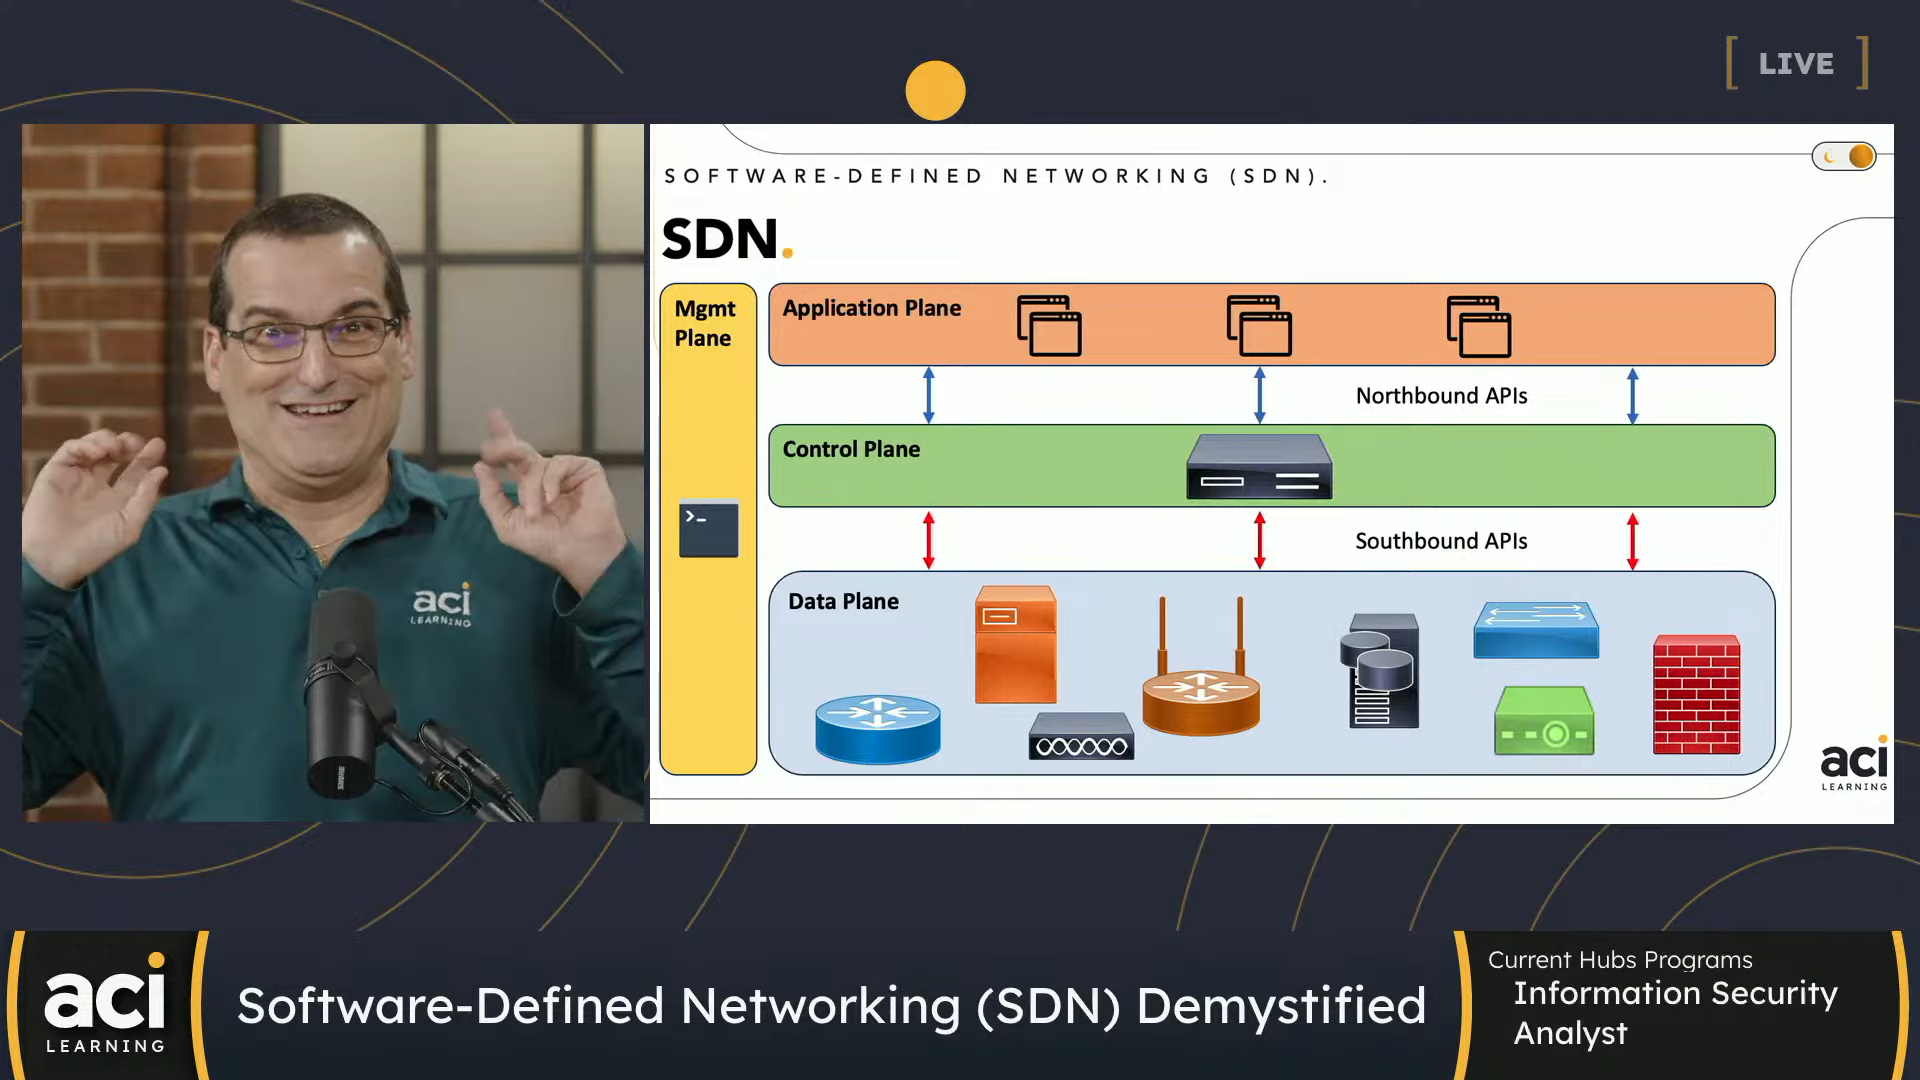 [ LIVE ]
SOFTWARE-DEFINED NETWORKING (SDN).
SDN.
Mgmt
Plane
>_
Application Plane
Northbound APIs
Control Plane
Southbound APIs
Data Plane
aci
LEARNING
SHURE
aci
LEARNING
aci
LEARNING
Software-Defined Networking (SDN) Demystified
Current Hubs Programs
Information Security
Analyst